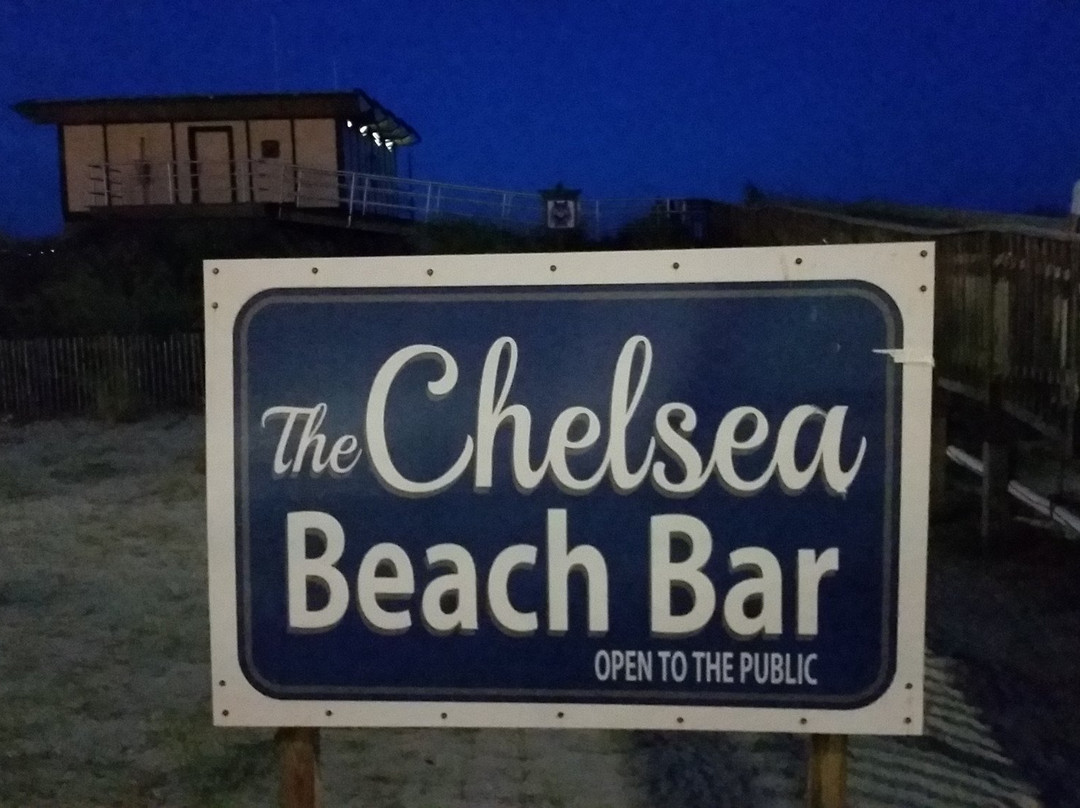 The Chelsea
Beach Bar
OPEN TO THE PUBLIC